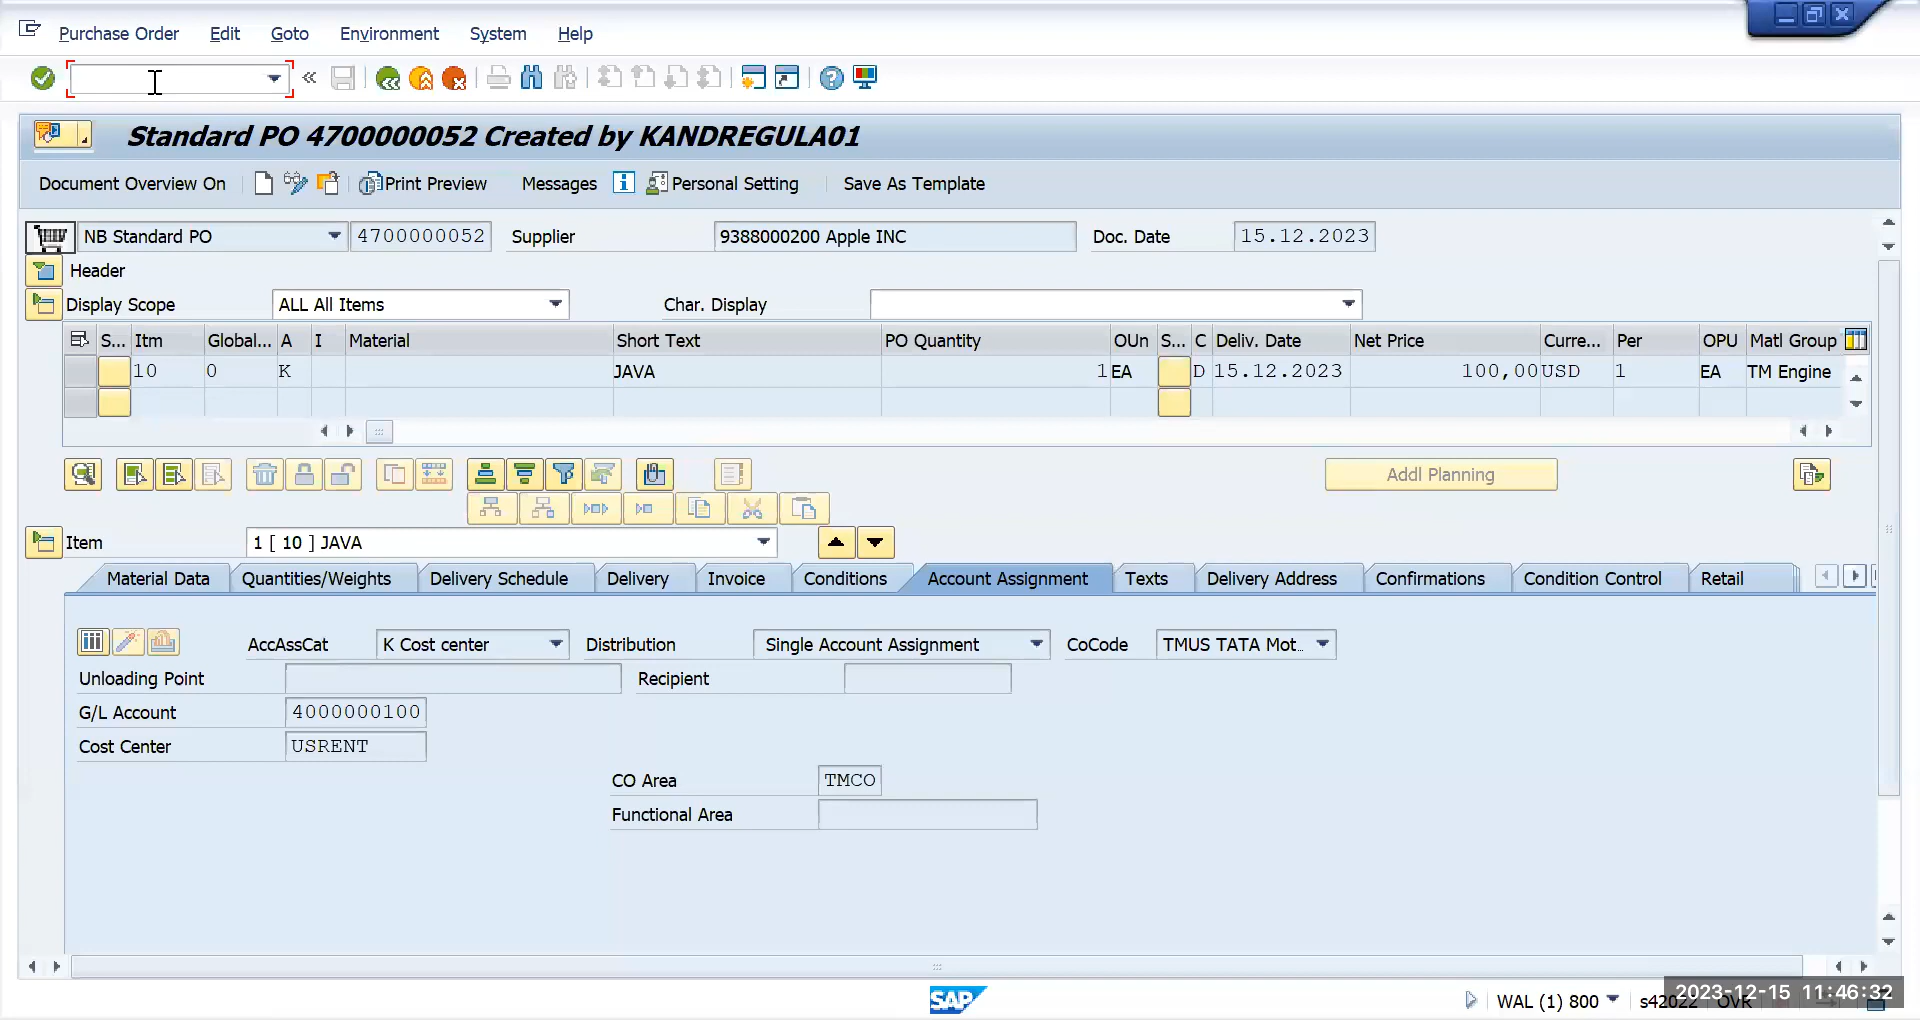 Purchase Order Edit Goto Environment System Help
Standard PO 4700000052 Created by KANDREGULA01
Document Overview On Print Preview Messages Personal Setting Save As Template
NB Standard PO 4700000052 Supplier 9388000200 Apple INC Doc. Date 15.12.2023
Header
Display Scope ALL All Items Char. Display
S... Itm Global... A I Material Short Text PO Quantity OUn S... C Deliv. Date Net Price Curre... Per OPU Matl Group
10 0 K JAVA 1 EA D 15.12.2023 100,00 USD 1 EA TM Engine
Addl Planning
Item 1 [ 10 ] JAVA
Material Data Quantities/Weights Delivery Schedule Delivery Invoice Conditions Account Assignment Texts Delivery Address Confirmations Condition Control Retail
AccAssCat K Cost center Distribution Single Account Assignment CoCode TMUS TATA Mot...
Unloading Point Recipient
G/L Account 4000000100
Cost Center USRENT
CO Area TMCO
Functional Area
SAP WAL (1) 800 s42022 OVR
2023-12-15 11:46:32